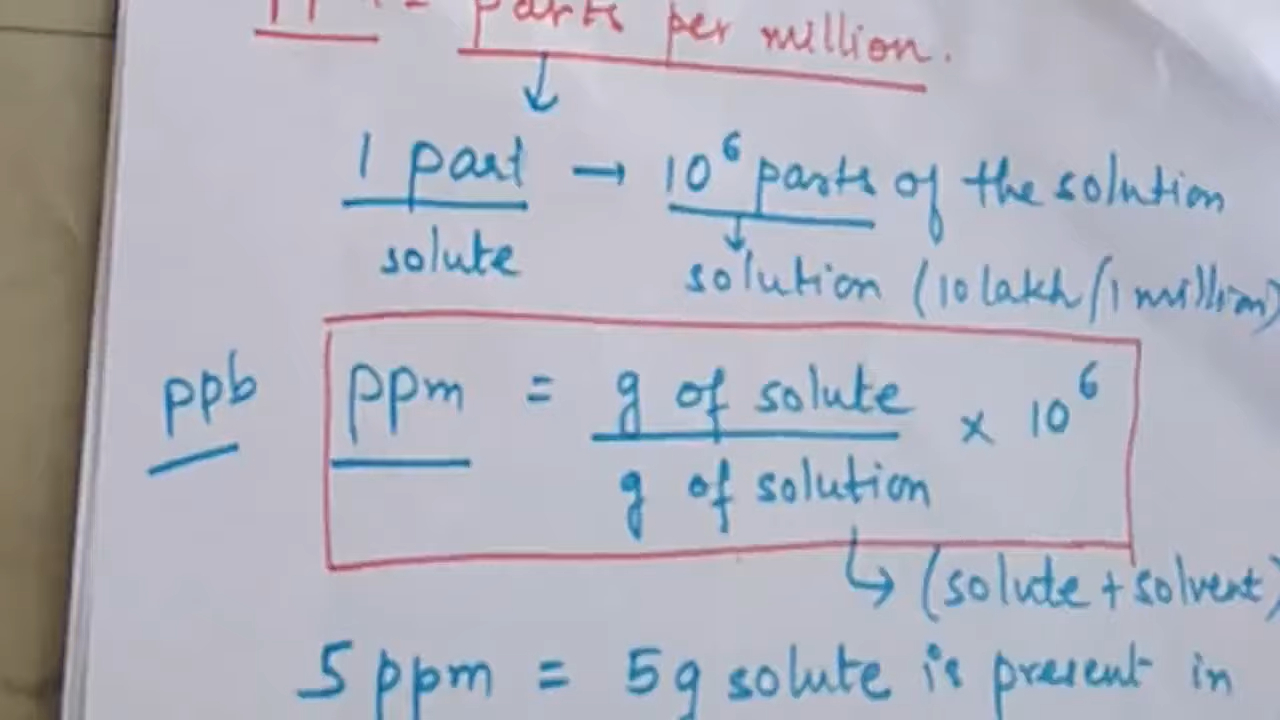 ppm = parts per million.
1 part → 10⁶ parts of the solution
solute
solution (10 lakh/1 million)
ppb
ppm = g of solute / g of solution × 10⁶
(solute + solvent)
5 ppm = 5g solute is present in